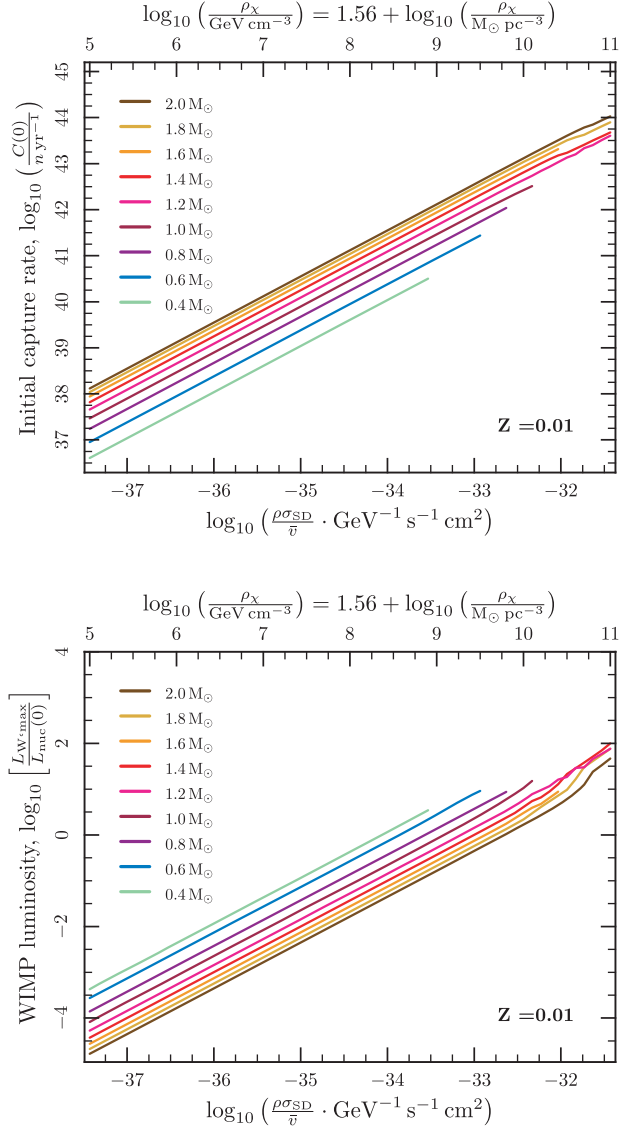 log₁₀ (ρχ / GeV cm⁻³) = 1.56 + log₁₀ (ρχ / M⊙ pc⁻³)
5 6 7 8 9 10 11
45
44
43
42
41
40
39
38
37
Initial capture rate, log₁₀ (C(0) / n yr⁻¹)
2.0 M⊙
1.8 M⊙
1.6 M⊙
1.4 M⊙
1.2 M⊙
1.0 M⊙
0.8 M⊙
0.6 M⊙
0.4 M⊙
Z =0.01
−37 −36 −35 −34 −33 −32
log₁₀ (ρσSD / v̄ · GeV⁻¹ s⁻¹ cm²)
log₁₀ (ρχ / GeV cm⁻³) = 1.56 + log₁₀ (ρχ / M⊙ pc⁻³)
5 6 7 8 9 10 11
4
2
0
−2
−4
WIMP luminosity, log₁₀ [LW‘max / Lnuc(0)]
2.0 M⊙
1.8 M⊙
1.6 M⊙
1.4 M⊙
1.2 M⊙
1.0 M⊙
0.8 M⊙
0.6 M⊙
0.4 M⊙
Z =0.01
−37 −36 −35 −34 −33 −32
log₁₀ (ρσSD / v̄ · GeV⁻¹ s⁻¹ cm²)